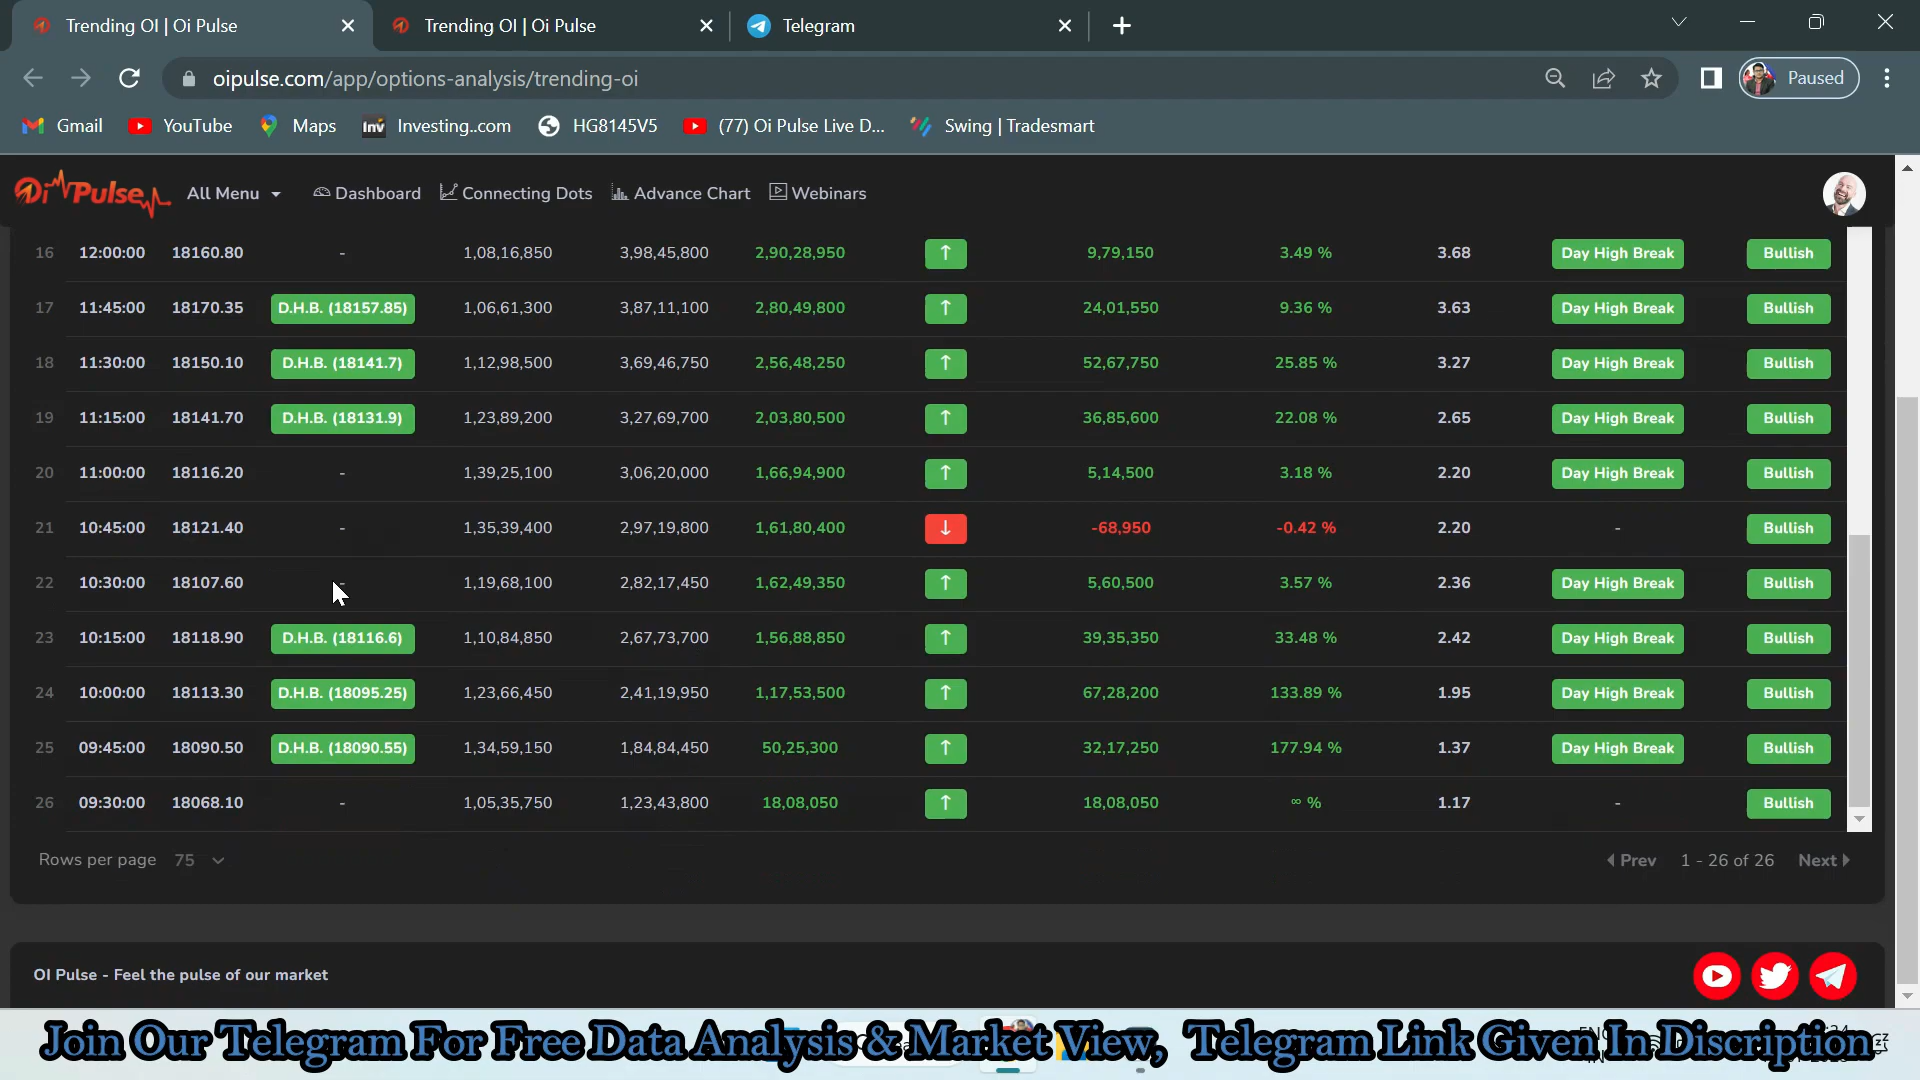 Trending OI | Oi Pulse
Trending OI | Oi Pulse
Telegram
oipulse.com/app/options-analysis/trending-oi
Paused
Gmail YouTube Maps Inv Investing..com HG8145V5 (77) Oi Pulse Live D... Swing | Tradesmart
Oi Pulse All Menu Dashboard Connecting Dots Advance Chart Webinars
16 12:00:00 18160.80 - 1,08,16,850 3,98,45,800 2,90,28,950 ↑ 9,79,150 3.49 % 3.68 Day High Break Bullish
17 11:45:00 18170.35 D.H.B. (18157.85) 1,06,61,300 3,87,11,100 2,80,49,800 ↑ 24,01,550 9.36 % 3.63 Day High Break Bullish
18 11:30:00 18150.10 D.H.B. (18141.7) 1,12,98,500 3,69,46,750 2,56,48,250 ↑ 52,67,750 25.85 % 3.27 Day High Break Bullish
19 11:15:00 18141.70 D.H.B. (18131.9) 1,23,89,200 3,27,69,700 2,03,80,500 ↑ 36,85,600 22.08 % 2.65 Day High Break Bullish
20 11:00:00 18116.20 - 1,39,25,100 3,06,20,000 1,66,94,900 ↑ 5,14,500 3.18 % 2.20 Day High Break Bullish
21 10:45:00 18121.40 - 1,35,39,400 2,97,19,800 1,61,80,400 ↓ -68,950 -0.42 % 2.20 - Bullish
22 10:30:00 18107.60 - 1,19,68,100 2,82,17,450 1,62,49,350 ↑ 5,60,500 3.57 % 2.36 Day High Break Bullish
23 10:15:00 18118.90 D.H.B. (18116.6) 1,10,84,850 2,67,73,700 1,56,88,850 ↑ 39,35,350 33.48 % 2.42 Day High Break Bullish
24 10:00:00 18113.30 D.H.B. (18095.25) 1,23,66,450 2,41,19,950 1,17,53,500 ↑ 67,28,200 133.89 % 1.95 Day High Break Bullish
25 09:45:00 18090.50 D.H.B. (18090.55) 1,34,59,150 1,84,84,450 50,25,300 ↑ 32,17,250 177.94 % 1.37 Day High Break Bullish
26 09:30:00 18068.10 - 1,05,35,750 1,23,43,800 18,08,050 ↑ 18,08,050 ∞ % 1.17 - Bullish
Rows per page 75 Prev 1 - 26 of 26 Next
OI Pulse - Feel the pulse of our market
Join Our Telegram For Free Data Analysis & Market View, Telegram Link Given In Discription